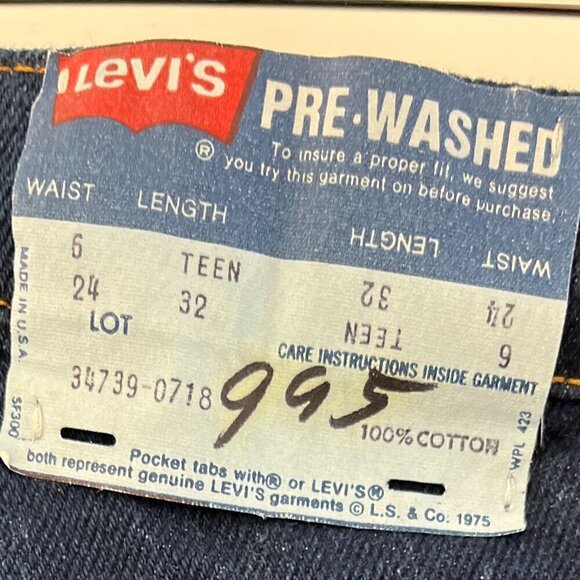 LEVI'S
PRE·WASHED
® To insure a proper fit, we suggest
you try this garment on before purchase.
WAIST LENGTH
LENGTH WAIST
6 TEEN
24 32
32 24
TEEN 6
LOT
CARE INSTRUCTIONS INSIDE GARMENT
34739-0718
995
100% COTTON
MADE IN U.S.A.
SF300
WPL 423
Pocket tabs with ® or LEVI'S®
both represent genuine LEVI'S garments © L.S. & Co. 1975